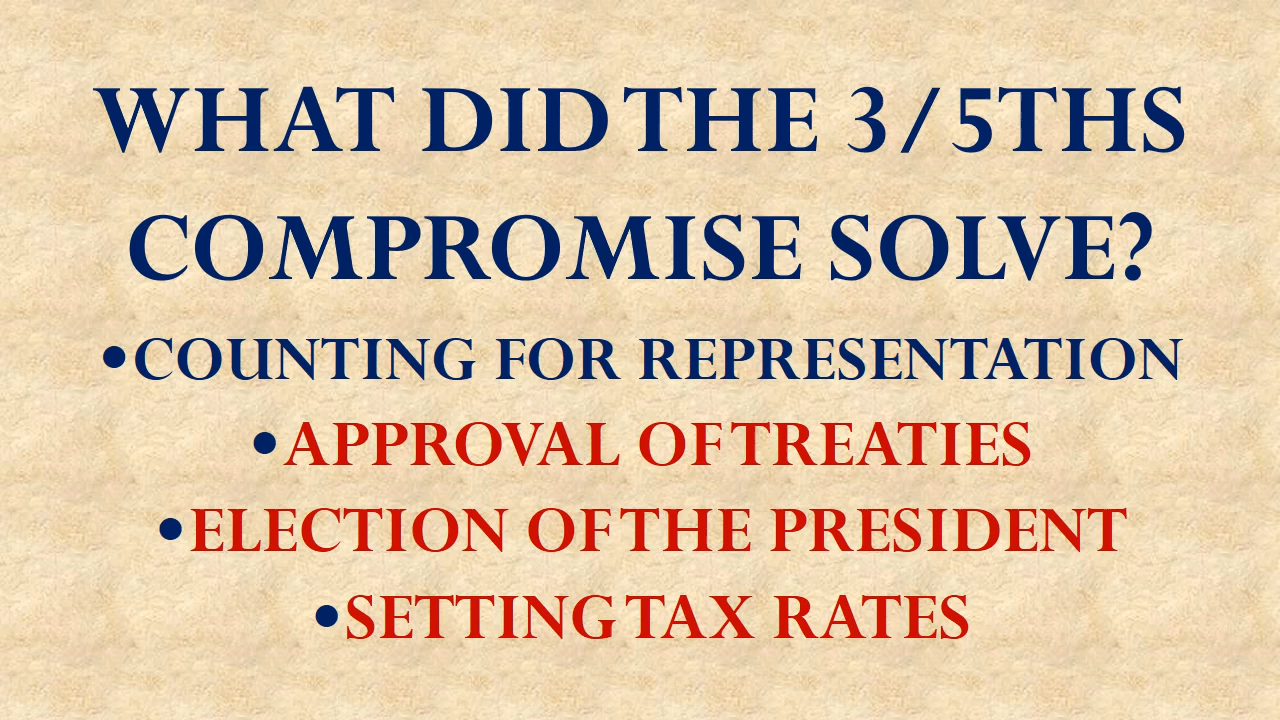 WHAT DID THE 3/5THS
COMPROMISE SOLVE?
•COUNTING FOR REPRESENTATION
•APPROVAL OF TREATIES
•ELECTION OF THE PRESIDENT
•SETTING TAX RATES